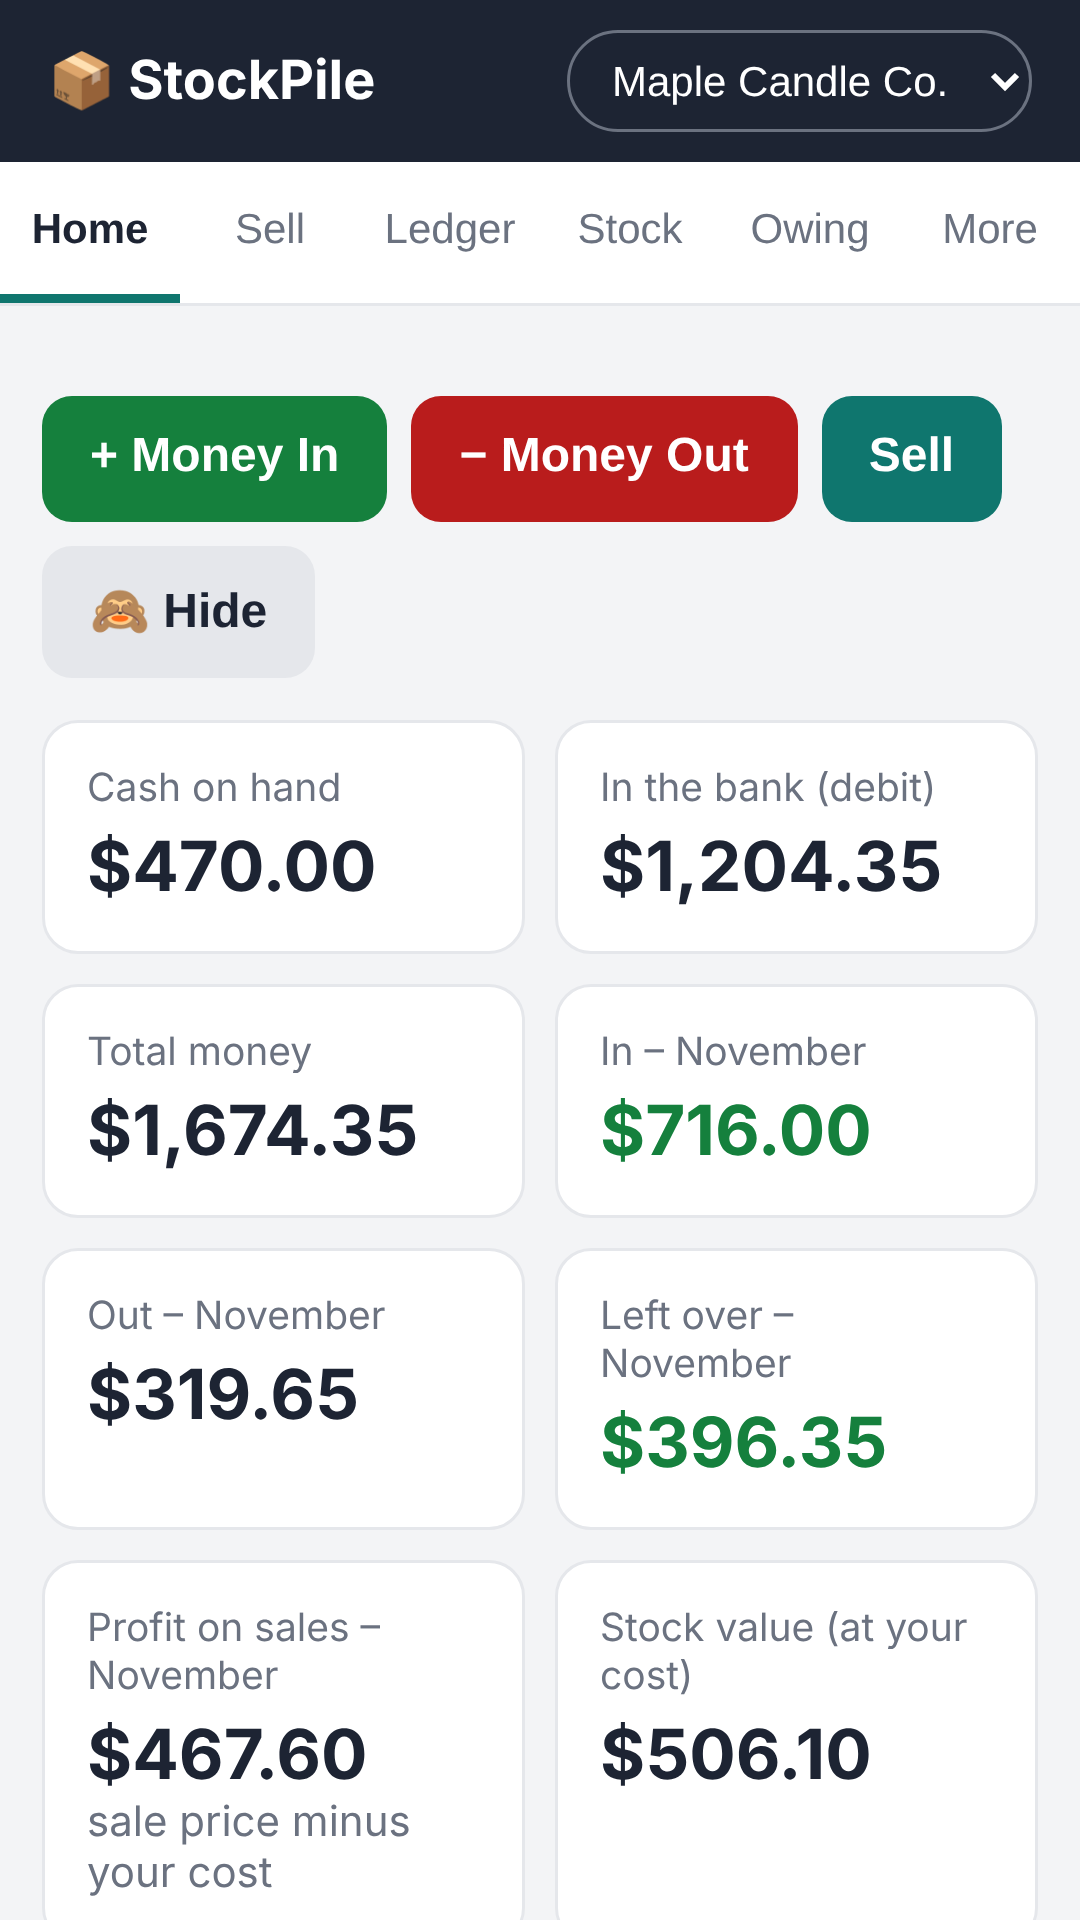 StockPile
Maple Candle Co.
Home
Sell
Ledger
Stock
Owing
More
+ Money In
− Money Out
Sell
Hide
Cash on hand
$470.00
In the bank (debit)
$1,204.35
Total money
$1,674.35
In – November
$716.00
Out – November
$319.65
Left over –
November
$396.35
Profit on sales –
November
$467.60
sale price minus
your cost
Stock value (at your
cost)
$506.10